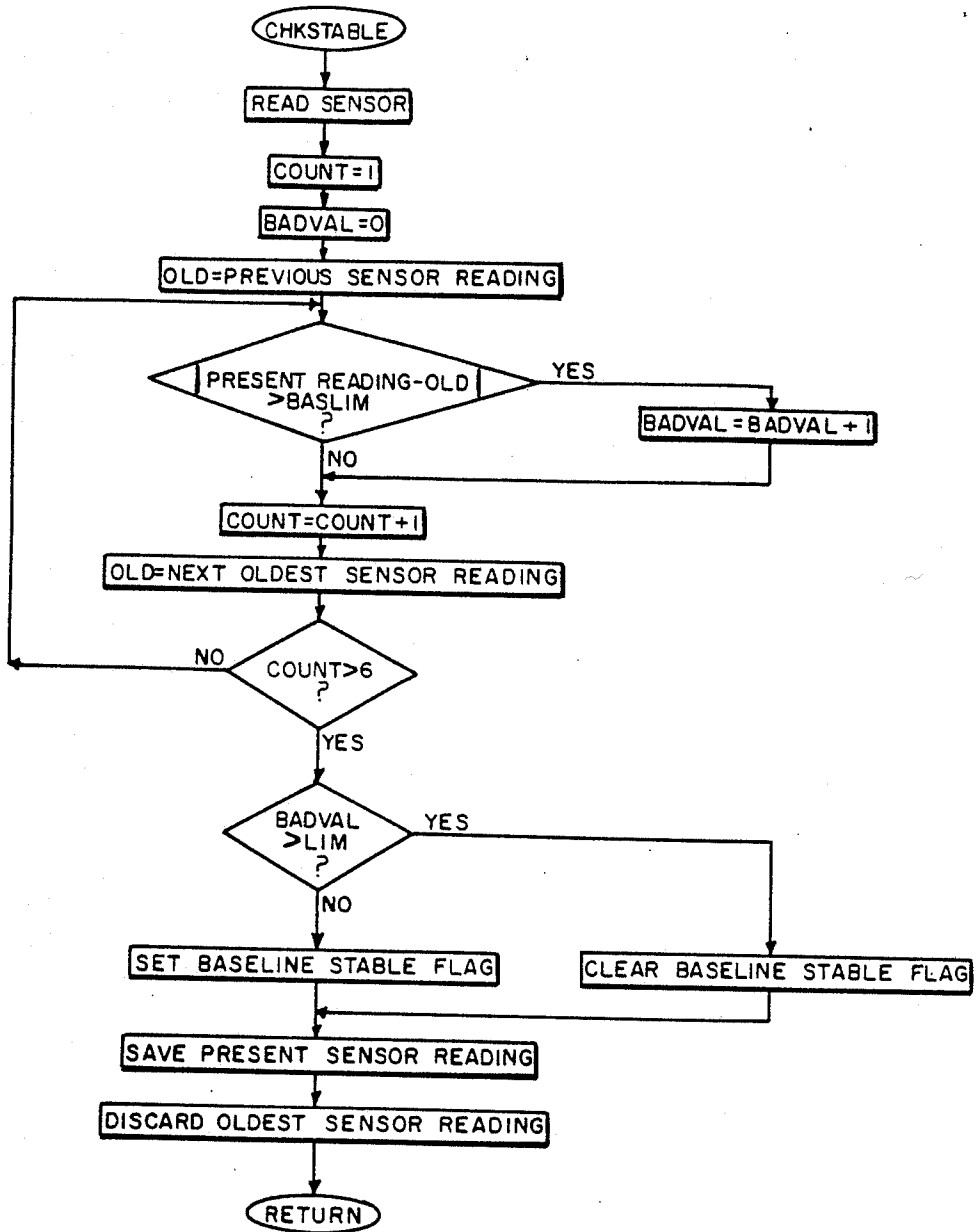 CHKSTABLE
READ SENSOR
COUNT=1
BADVAL=0
OLD=PREVIOUS SENSOR READING
|PRESENT READING-OLD|
>BASLIM
?
YES
BADVAL=BADVAL+1
NO
COUNT=COUNT+1
OLD=NEXT OLDEST SENSOR READING
NO
COUNT>6
?
YES
BADVAL
>LIM
?
YES
NO
SET BASELINE STABLE FLAG
CLEAR BASELINE STABLE FLAG
SAVE PRESENT SENSOR READING
DISCARD OLDEST SENSOR READING
RETURN